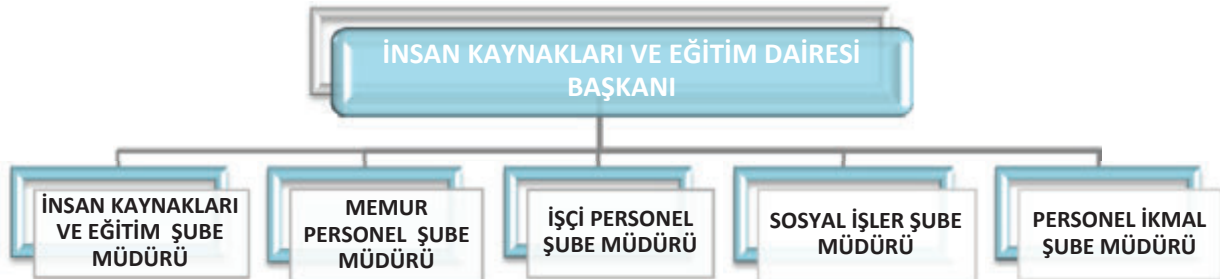 İNSAN KAYNAKLARI VE EĞİTİM DAİRESİ
BAŞKANI
İNSAN KAYNAKLARI
VE EĞİTİM ŞUBE
MÜDÜRÜ
MEMUR
PERSONEL ŞUBE
MÜDÜRÜ
İŞÇİ PERSONEL
ŞUBE MÜDÜRÜ
SOSYAL İŞLER ŞUBE
MÜDÜRÜ
PERSONEL İKMAL
ŞUBE MÜDÜRÜ